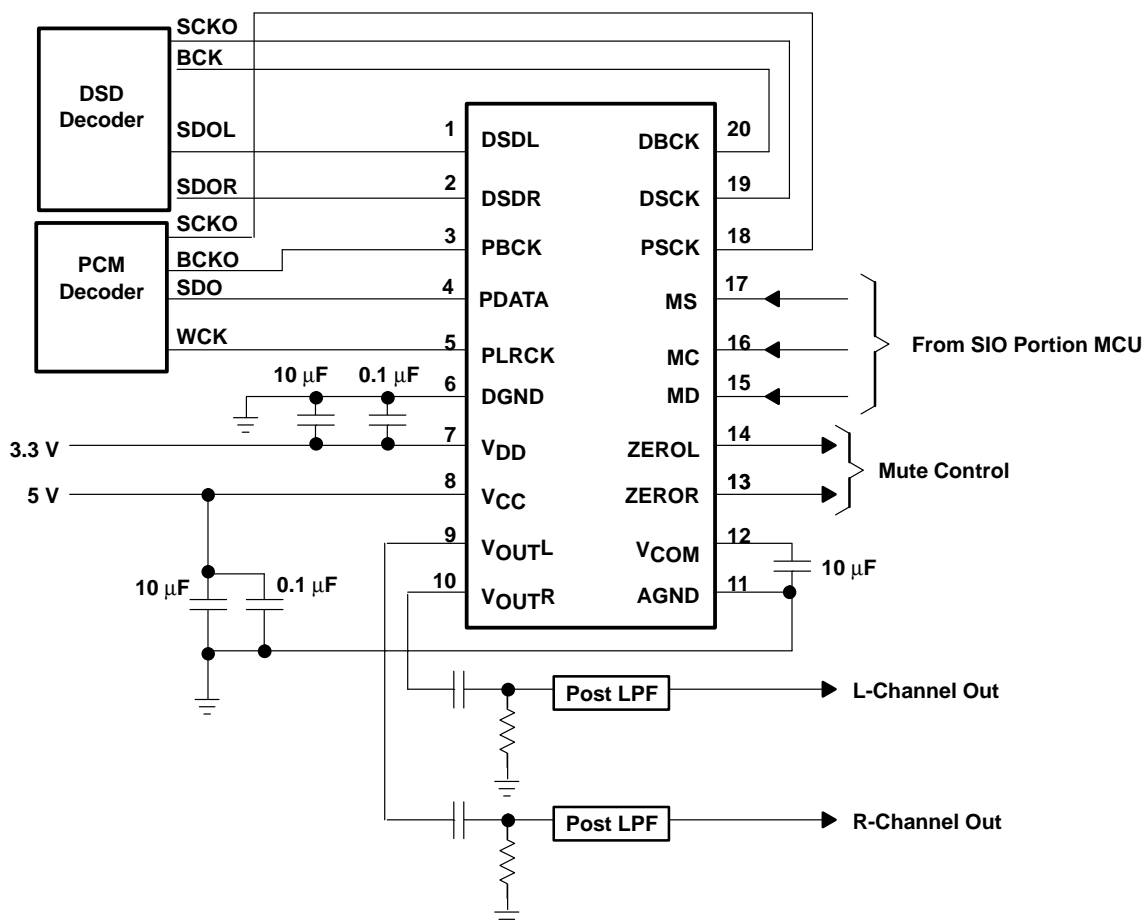 SCKO
BCK
DSD
Decoder
SDOL
SDOR
SCKO
BCKO
PCM
Decoder
SDO
WCK
1 DSDL DBCK 20
2 DSDR DSCK 19
3 PBCK PSCK 18
4 PDATA MS 17
5 PLRCK MC 16
6 DGND MD 15
7 VDD ZEROL 14
8 VCC ZEROR 13
9 VOUTL VCOM 12
10 VOUTR AGND 11
From SIO Portion MCU
Mute Control
10 μF 0.1 μF
3.3 V
5 V
10 μF
10 μF 0.1 μF
Post LPF L-Channel Out
Post LPF R-Channel Out